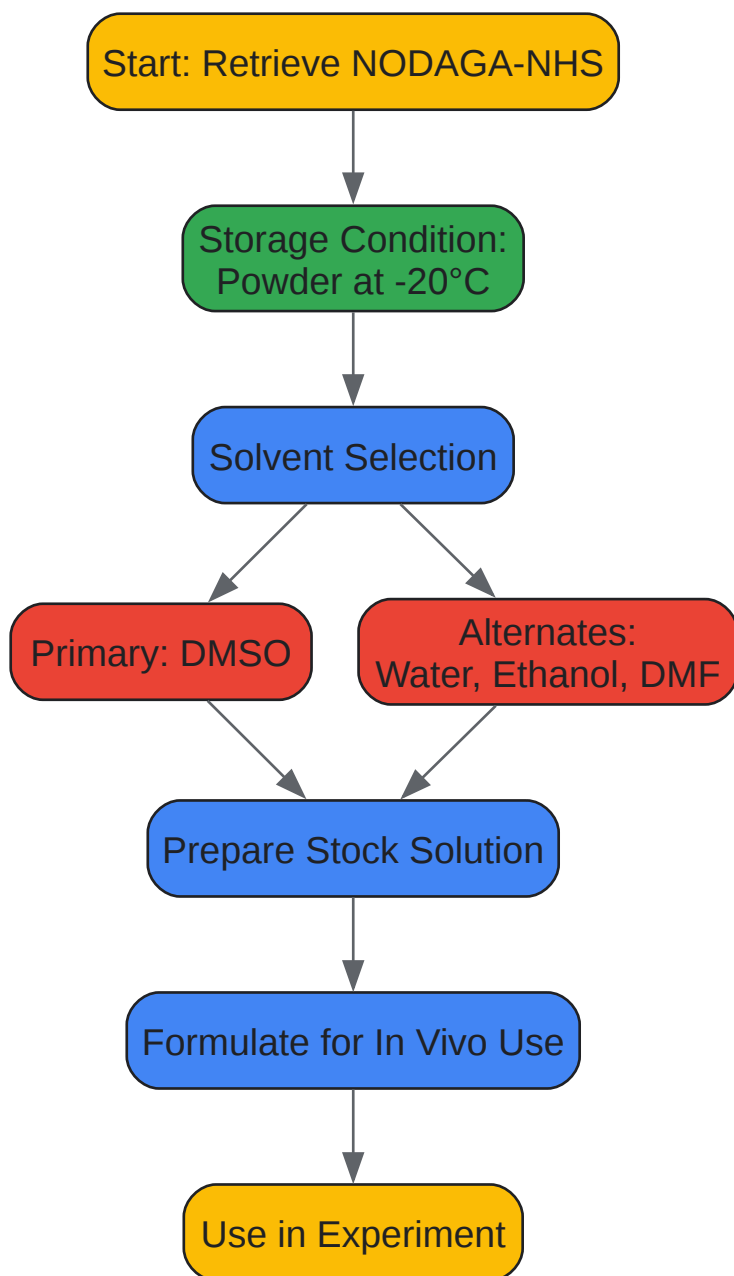 Start: Retrieve NODAGA-NHS
Storage Condition:
Powder at -20°C
Solvent Selection
Primary: DMSO
Alternates:
Water, Ethanol, DMF
Prepare Stock Solution
Formulate for In Vivo Use
Use in Experiment